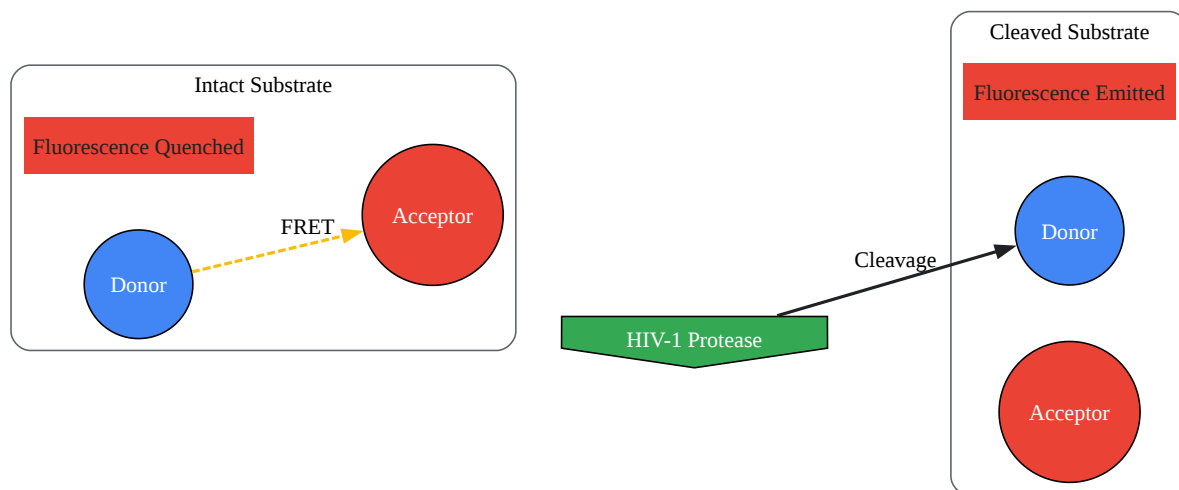 Intact Substrate
Fluorescence Quenched
FRET
Acceptor
Donor
HIV-1 Protease
Cleavage
Cleaved Substrate
Fluorescence Emitted
Donor
Acceptor